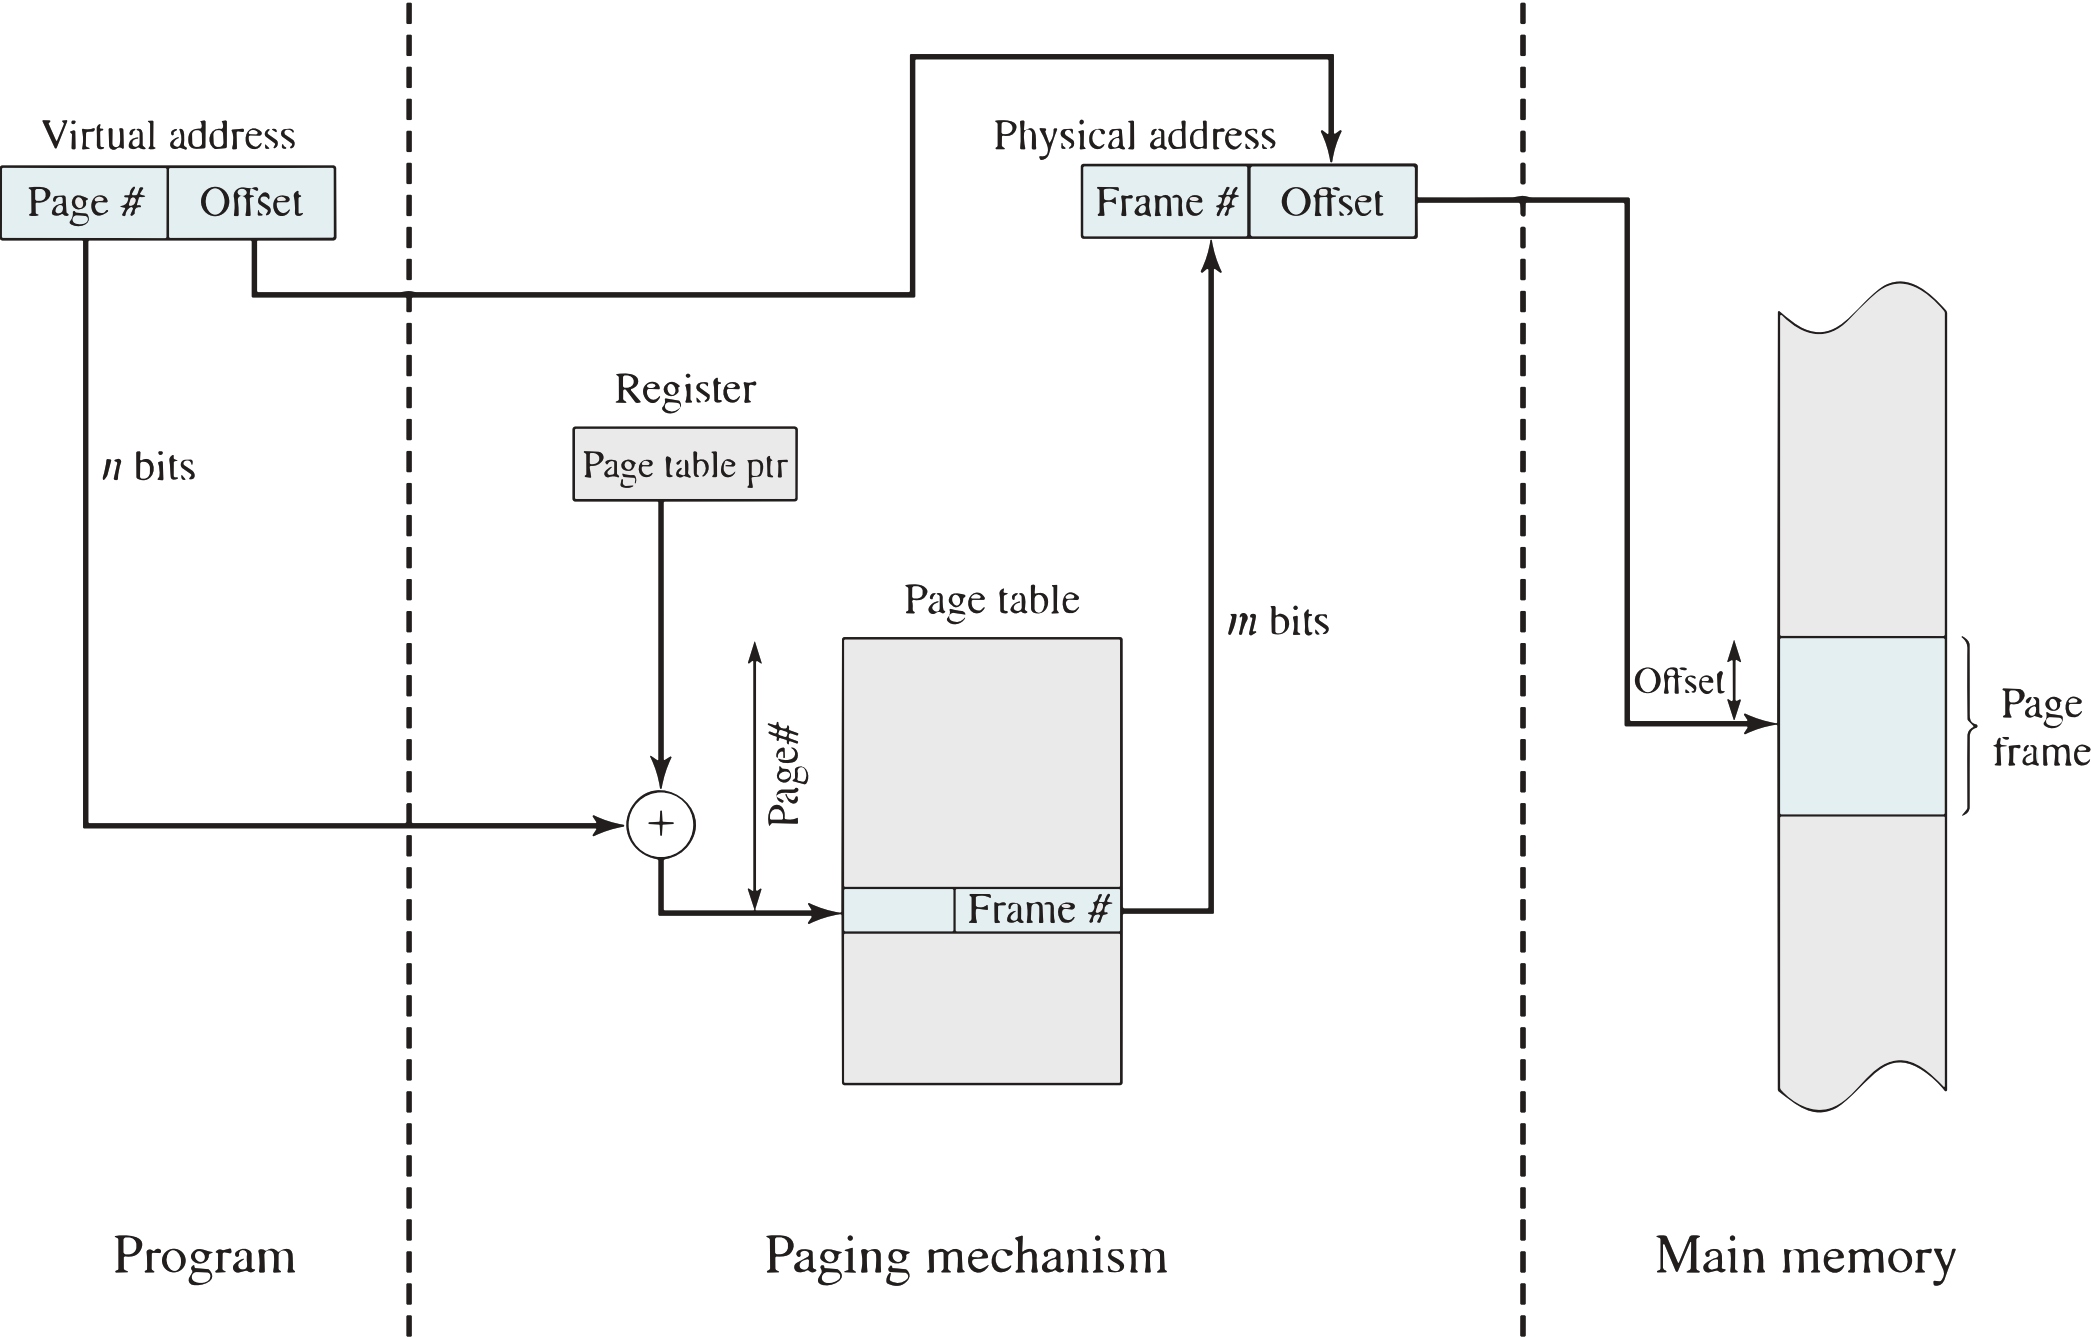 Virtual address
Page #
Offset
Physical address
Frame #
Offset
Register
Page table ptr
n bits
Page table
m bits
Page#
Offset
Page
frame
+
Frame #
Program
Paging mechanism
Main memory